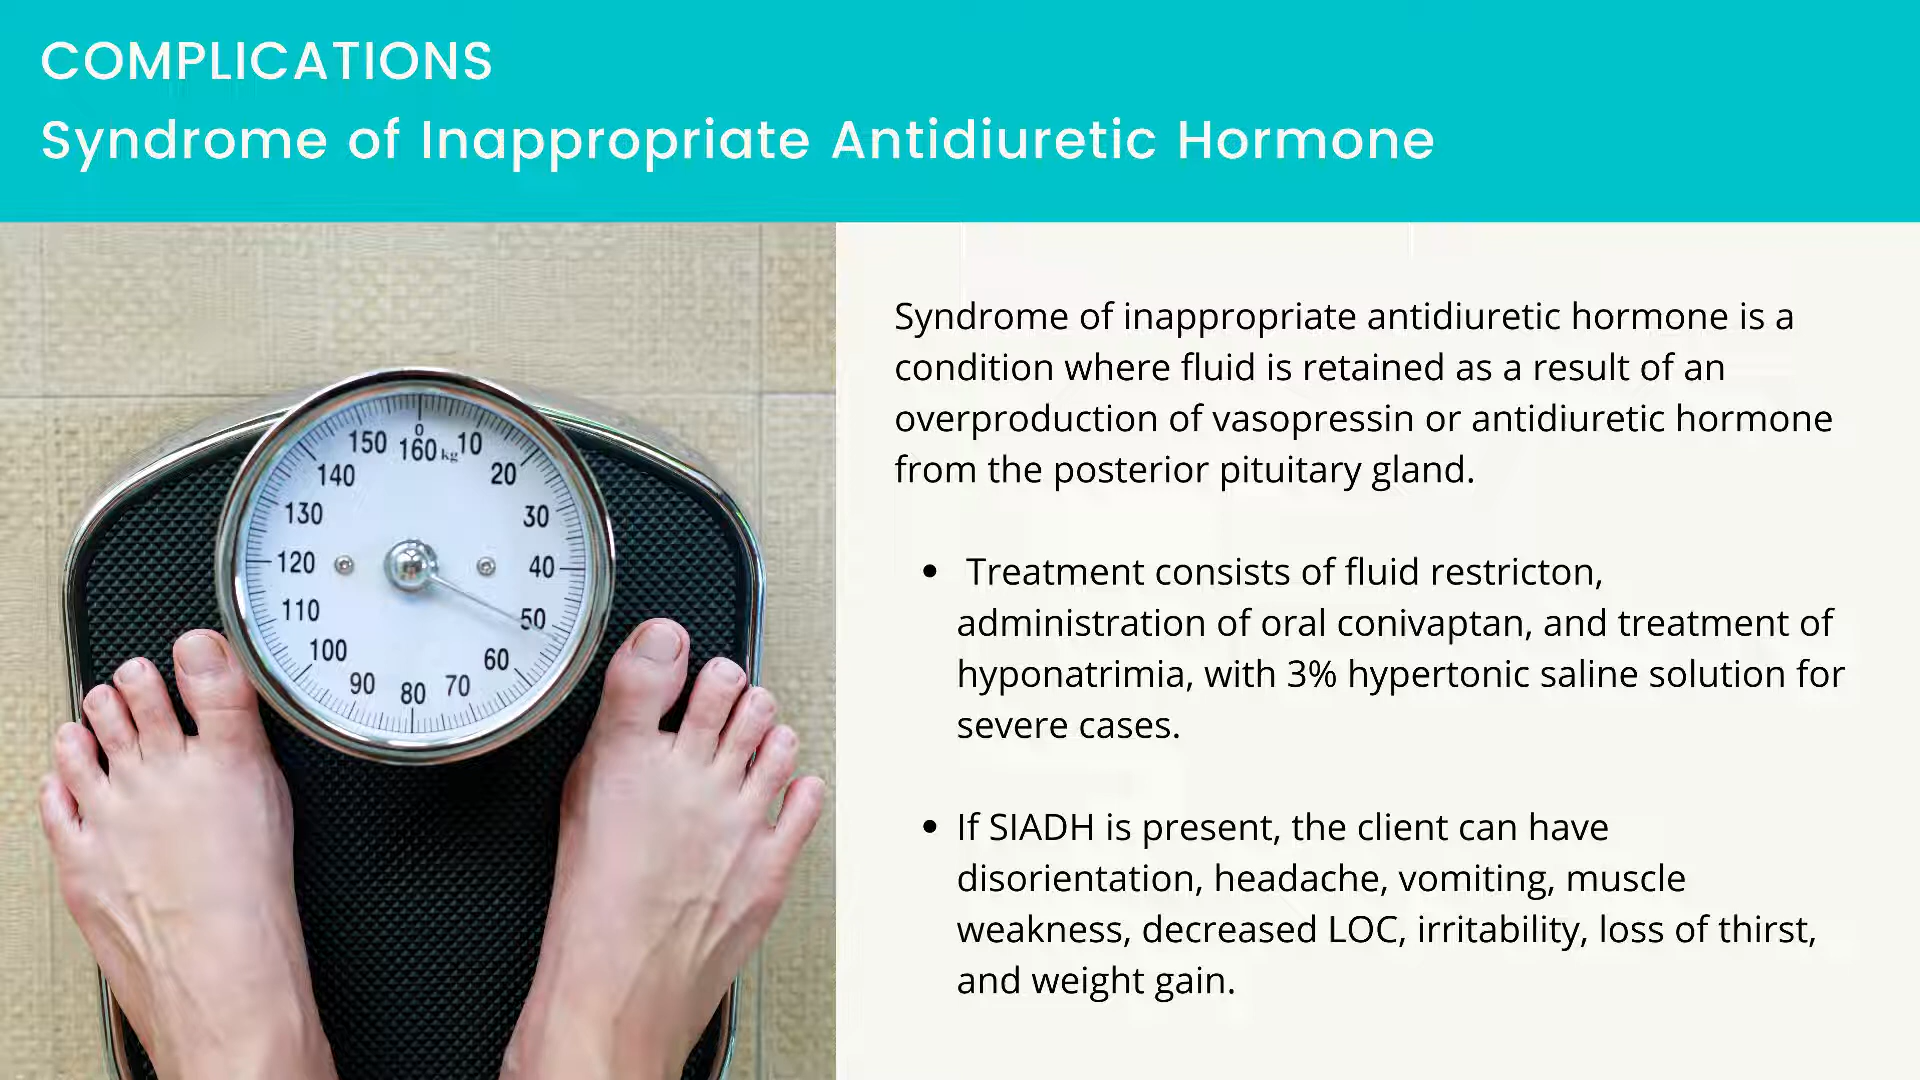 COMPLICATIONS
Syndrome of Inappropriate Antidiuretic Hormone
Syndrome of inappropriate antidiuretic hormone is a
condition where fluid is retained as a result of an
overproduction of vasopressin or antidiuretic hormone
from the posterior pituitary gland.
• Treatment consists of fluid restricton,
administration of oral conivaptan, and treatment of
hyponatrimia, with 3% hypertonic saline solution for
severe cases.
• If SIADH is present, the client can have
disorientation, headache, vomiting, muscle
weakness, decreased LOC, irritability, loss of thirst,
and weight gain.
0
150 160 kg 10
140 20
130 30
120 40
110 50
100 60
90 80 70